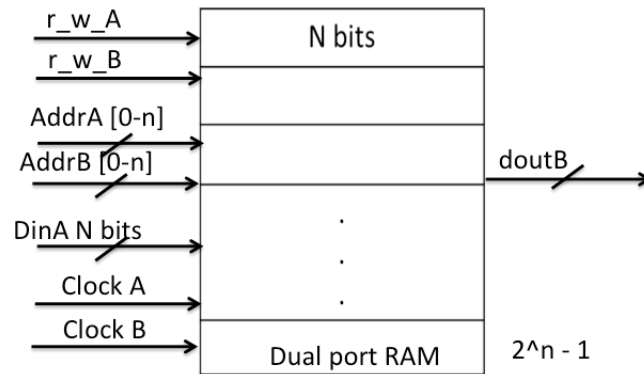 r_w_A
N bits
r_w_B
AddrA [0-n]
AddrB [0-n]
doutB
DinA N bits
Clock A
Clock B
Dual port RAM
2^n - 1